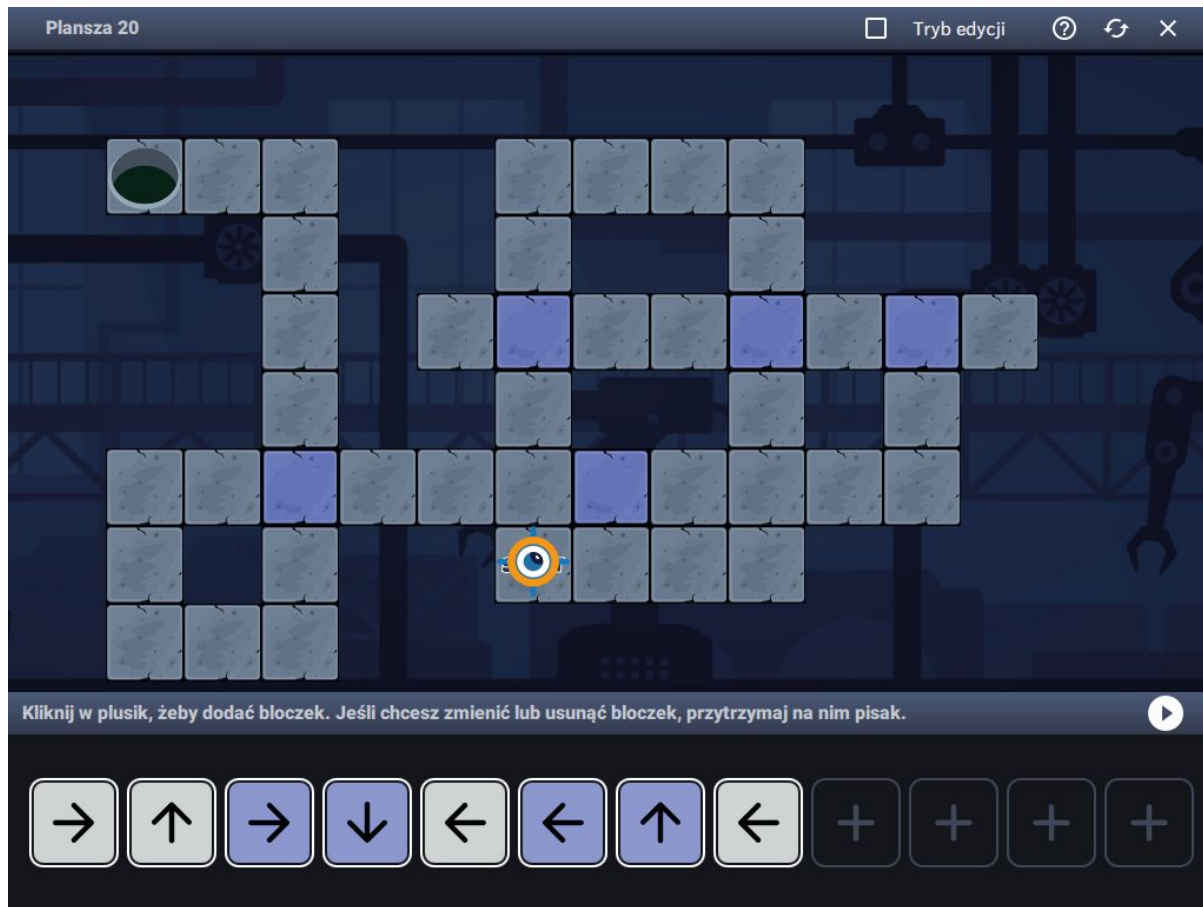 Plansza 20
Tryb edycji
Kliknij w plusik, żeby dodać bloczek. Jeśli chcesz zmienić lub usunąć bloczek, przytrzymaj na nim pisak.